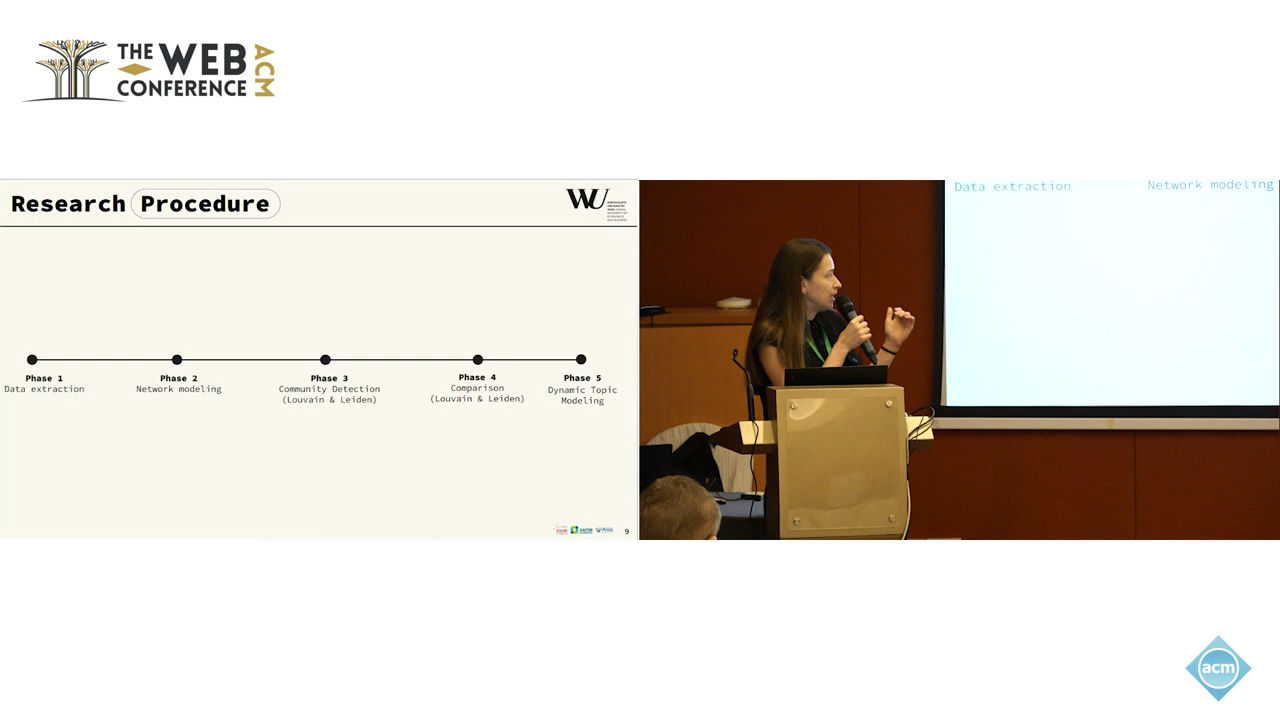 THE WEB
CONFERENCE
ACM
Research Procedure
WU
Phase 1
Data extraction
Phase 2
Network modeling
Phase 3
Community Detection
(Louvain & Leiden)
Phase 4
Comparison
(Louvain & Leiden)
Phase 5
Dynamic Topic
Modeling
9
Data extraction
Network modeling
acm